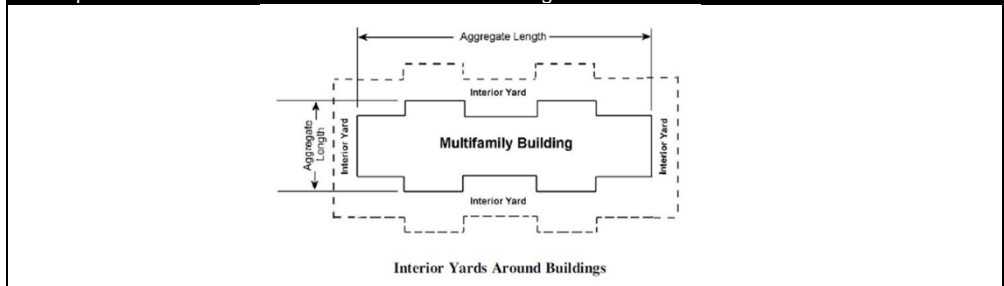 Aggregate Length
Interior Yard
Aggregate
Length
Interior Yard
Multifamily Building
Interior Yard
Interior Yard
Interior Yards Around Buildings